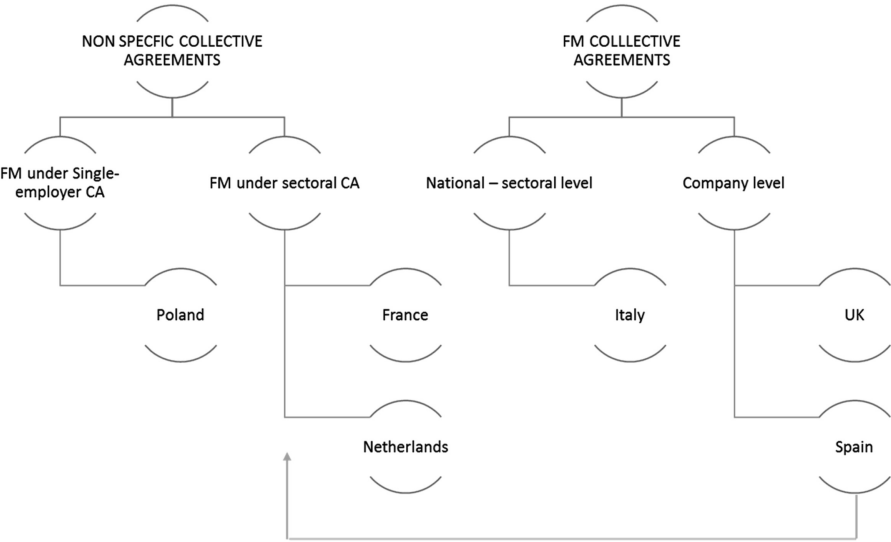 NON SPECFIC COLLECTIVE
AGREEMENTS
FM COLLLECTIVE
AGREEMENTS
FM under Single-
employer CA
FM under sectoral CA
National – sectoral level
Company level
Poland
France
Italy
UK
Netherlands
Spain